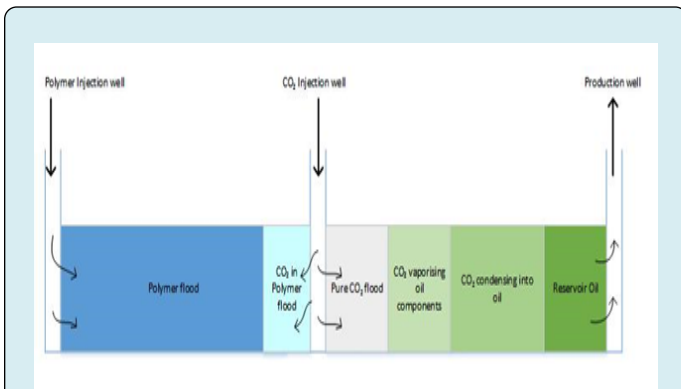 Polymer Injection well
CO₂ Injection well
Production well
Polymer flood
CO₂ in
Polymer
flood
Pure CO₂ flood
CO₂ vaporising
oil
components
CO₂ condensing into
oil
Reservoir Oil